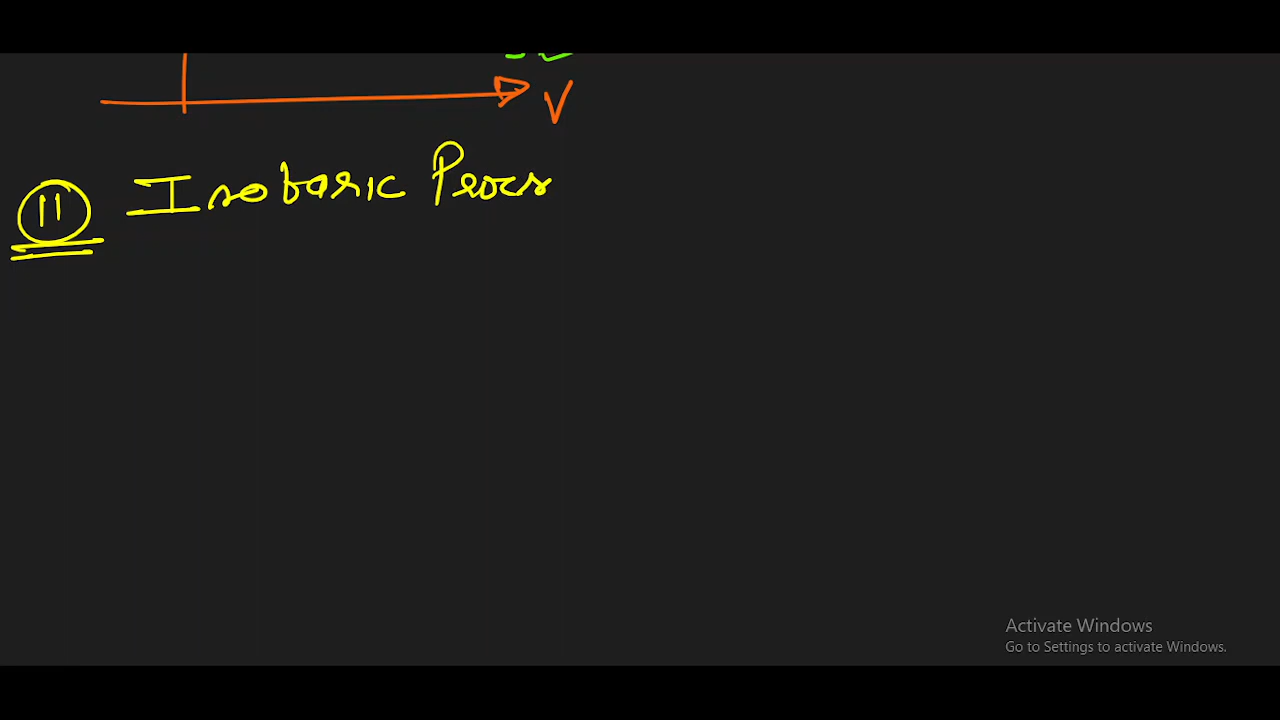 V
11 Isobaric Process
Activate Windows
Go to Settings to activate Windows.